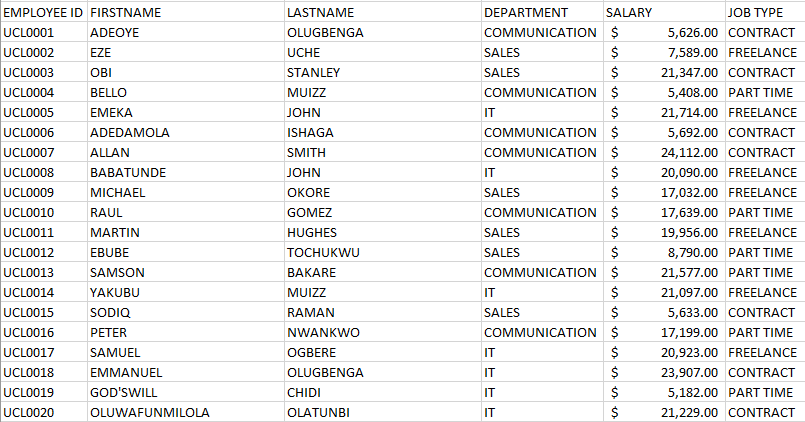 EMPLOYEE ID FIRSTNAME LASTNAME DEPARTMENT SALARY JOB TYPE
UCL0001 ADEOYE OLUGBENGA COMMUNICATION $ 5,626.00 CONTRACT
UCL0002 EZE UCHE SALES $ 7,589.00 FREELANCE
UCL0003 OBI STANLEY SALES $ 21,347.00 CONTRACT
UCL0004 BELLO MUIZZ COMMUNICATION $ 5,408.00 PART TIME
UCL0005 EMEKA JOHN IT $ 21,714.00 FREELANCE
UCL0006 ADEDAMOLA ISHAGA COMMUNICATION $ 5,692.00 CONTRACT
UCL0007 ALLAN SMITH COMMUNICATION $ 24,112.00 CONTRACT
UCL0008 BABATUNDE JOHN IT $ 20,090.00 FREELANCE
UCL0009 MICHAEL OKORE SALES $ 17,032.00 FREELANCE
UCL0010 RAUL GOMEZ COMMUNICATION $ 17,639.00 PART TIME
UCL0011 MARTIN HUGHES SALES $ 19,956.00 FREELANCE
UCL0012 EBUBE TOCHUKWU SALES $ 8,790.00 PART TIME
UCL0013 SAMSON BAKARE COMMUNICATION $ 21,577.00 PART TIME
UCL0014 YAKUBU MUIZZ IT $ 21,097.00 FREELANCE
UCL0015 SODIQ RAMAN SALES $ 5,633.00 CONTRACT
UCL0016 PETER NWANKWO COMMUNICATION $ 17,199.00 PART TIME
UCL0017 SAMUEL OGBERE IT $ 20,923.00 FREELANCE
UCL0018 EMMANUEL OLUGBENGA IT $ 23,907.00 CONTRACT
UCL0019 GOD'SWILL CHIDI IT $ 5,182.00 PART TIME
UCL0020 OLUWAFUNMILOLA OLATUNBI IT $ 21,229.00 CONTRACT